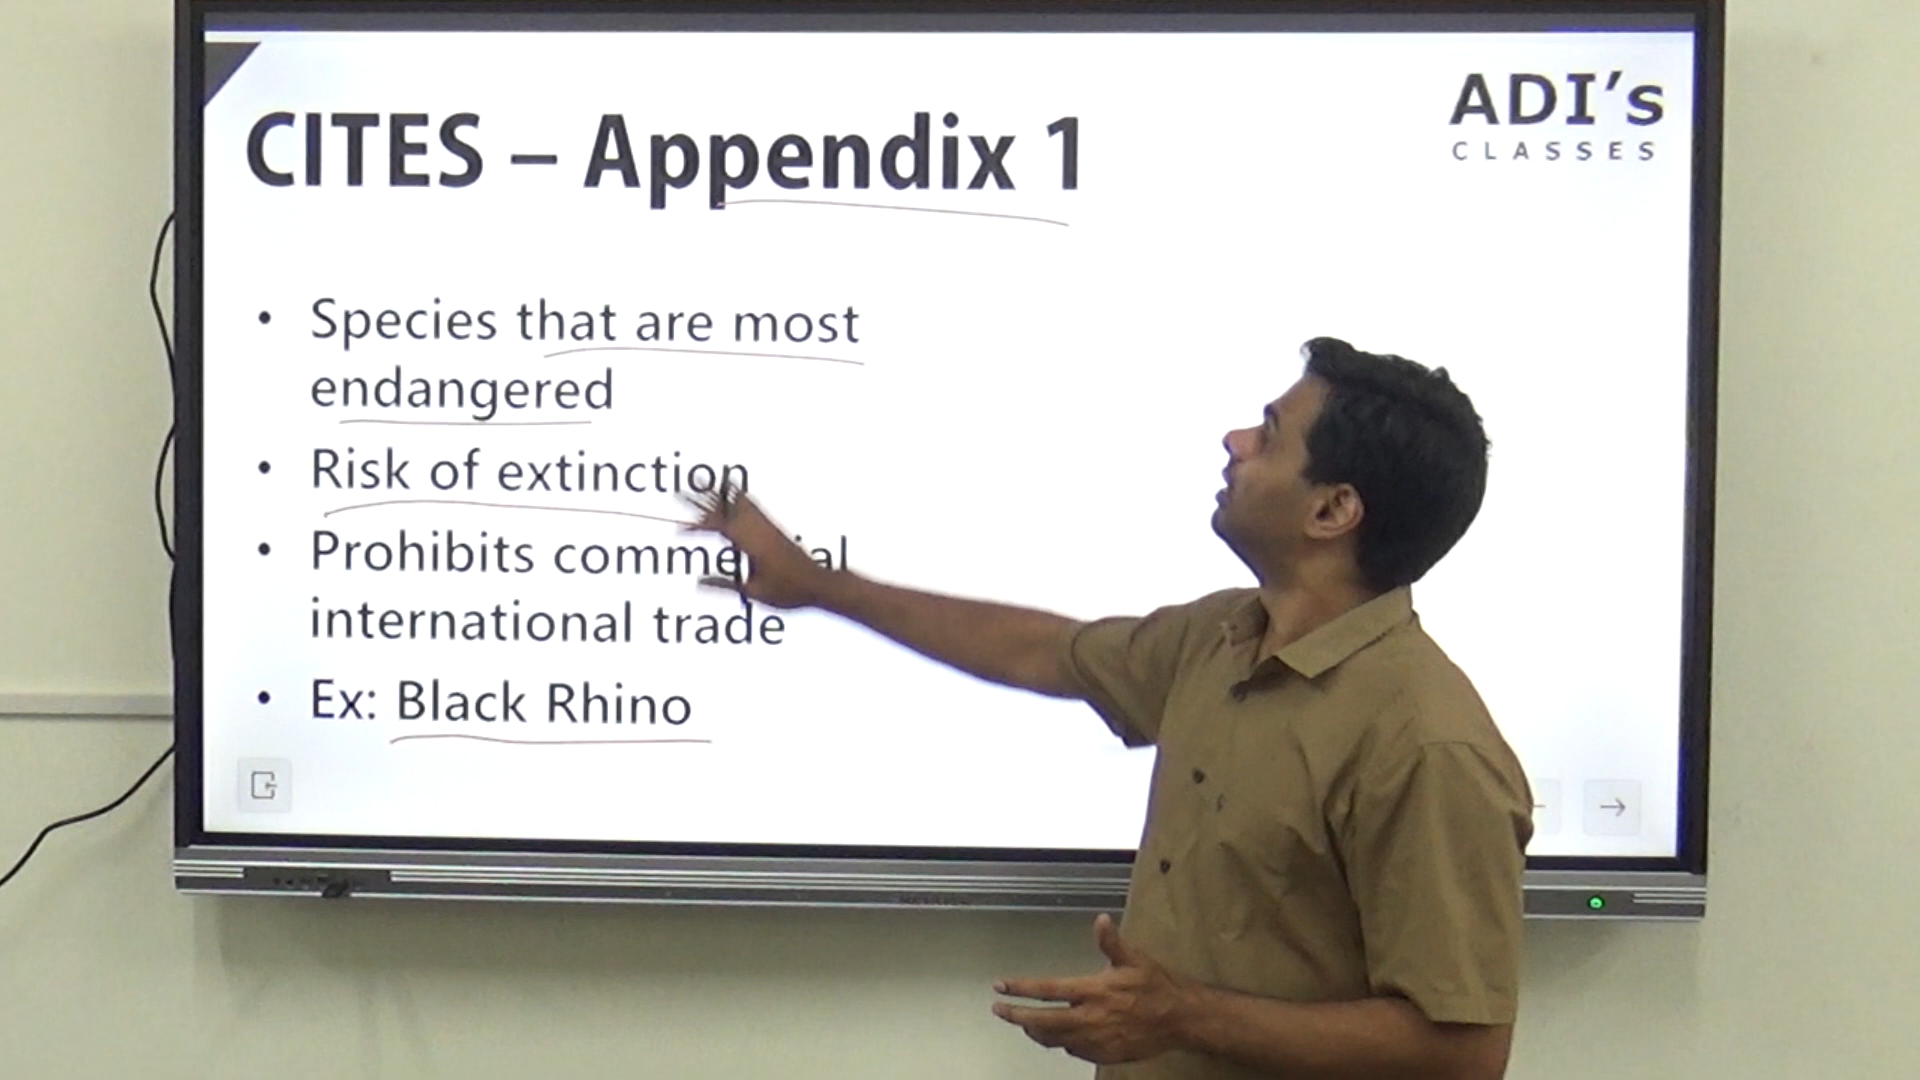 CITES – Appendix 1
ADI's
CLASSES
• Species that are most
endangered
• Risk of extinction
• Prohibits commercial
international trade
• Ex: Black Rhino